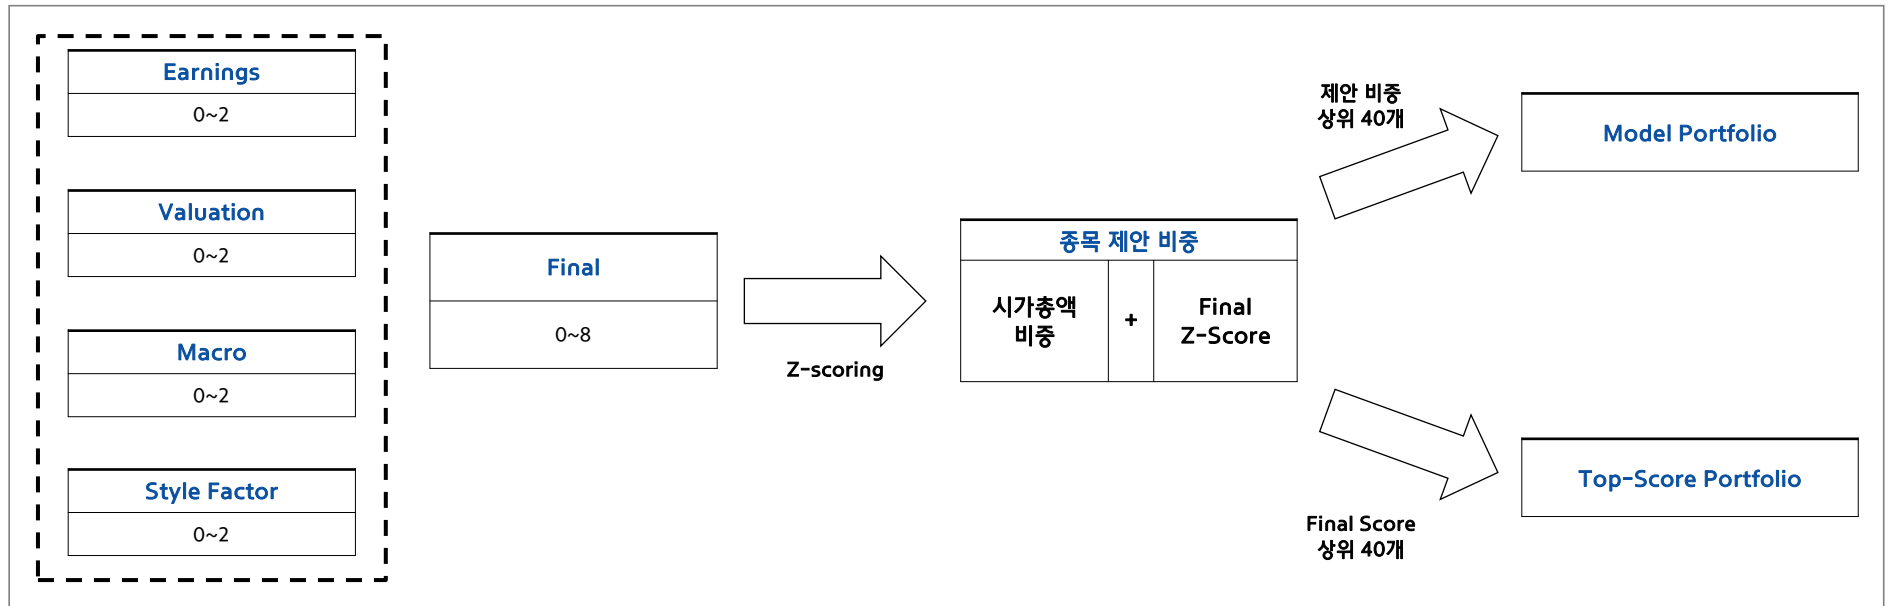 Earnings
0~2
Valuation
0~2
Macro
0~2
Style Factor
0~2
Final
0~8
Z-scoring
종목 제안 비중
시가총액
비중
+
Final
Z-Score
제안 비중
상위 40개
Model Portfolio
Final Score
상위 40개
Top-Score Portfolio